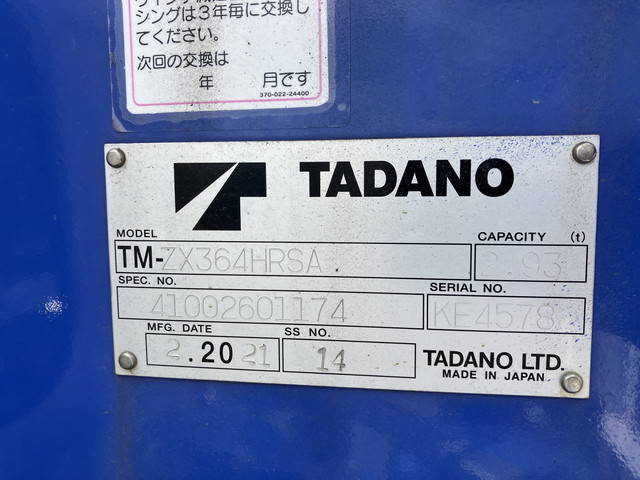 シングは3年毎に交換し
てください。
次回の交換は
年 月です
370-022-24400
TADANO
MODEL CAPACITY (t)
TM-ZX364HRSA 2.93
SPEC. NO. SERIAL NO.
41002601174 KE4578
MFG. DATE SS NO.
2.2021 14 TADANO LTD.
MADE IN JAPAN.